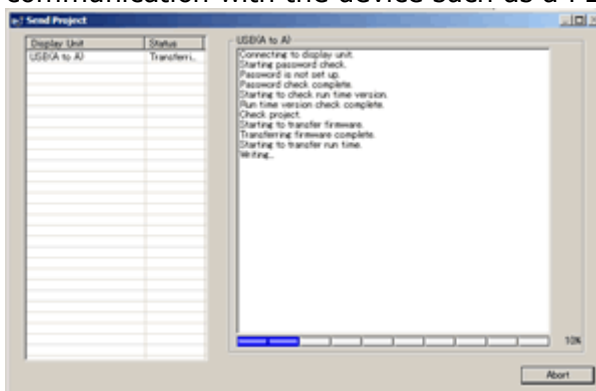 communication with the device such as a
Send Project
Display Unit Status
USB(A to A) Transferri..
USB(A to A)
Connecting to display unit.
Starting password check.
Password is not set up.
Password check complete.
Starting to check run time version.
Run time version check complete.
Check project.
Starting to transfer firmware.
Transferring firmware complete.
Starting to transfer run time.
Writing...
10%
Abort